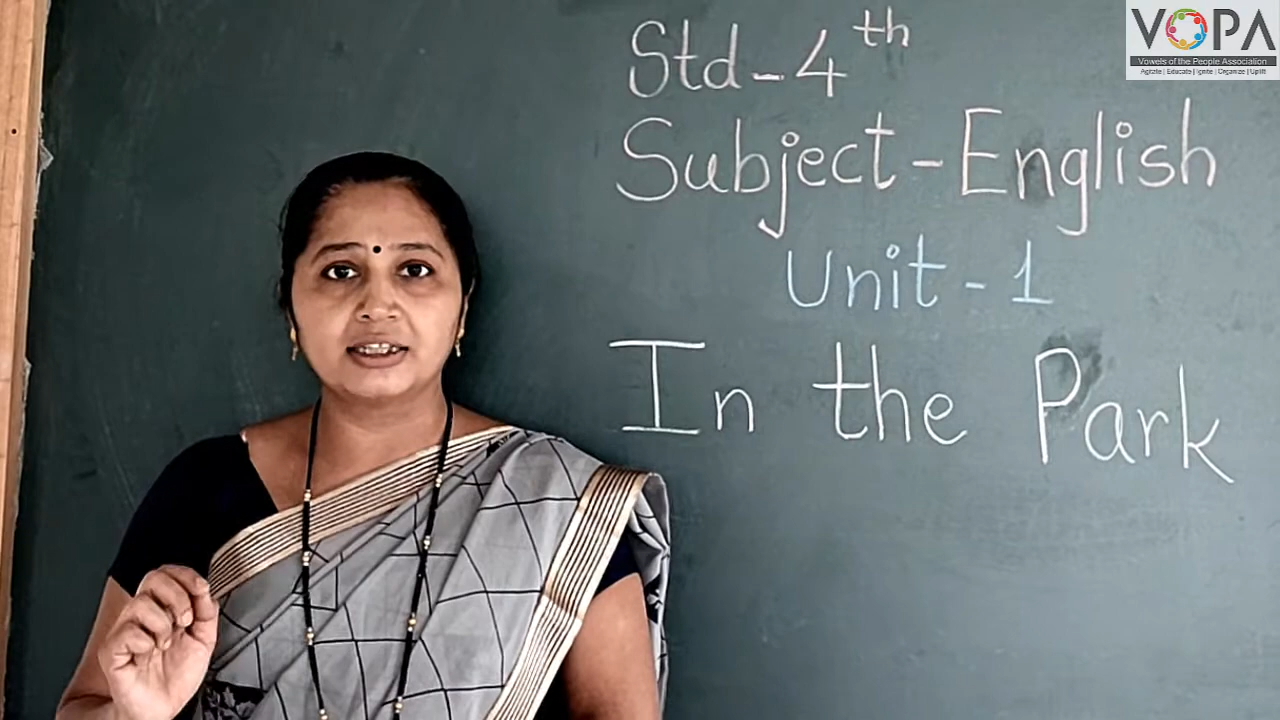 VOPA
Vowels of the People Association
Agitate | Educate | Ignite | Organize | Uplift
Std-4th
Subject-English
Unit-1
In the Park